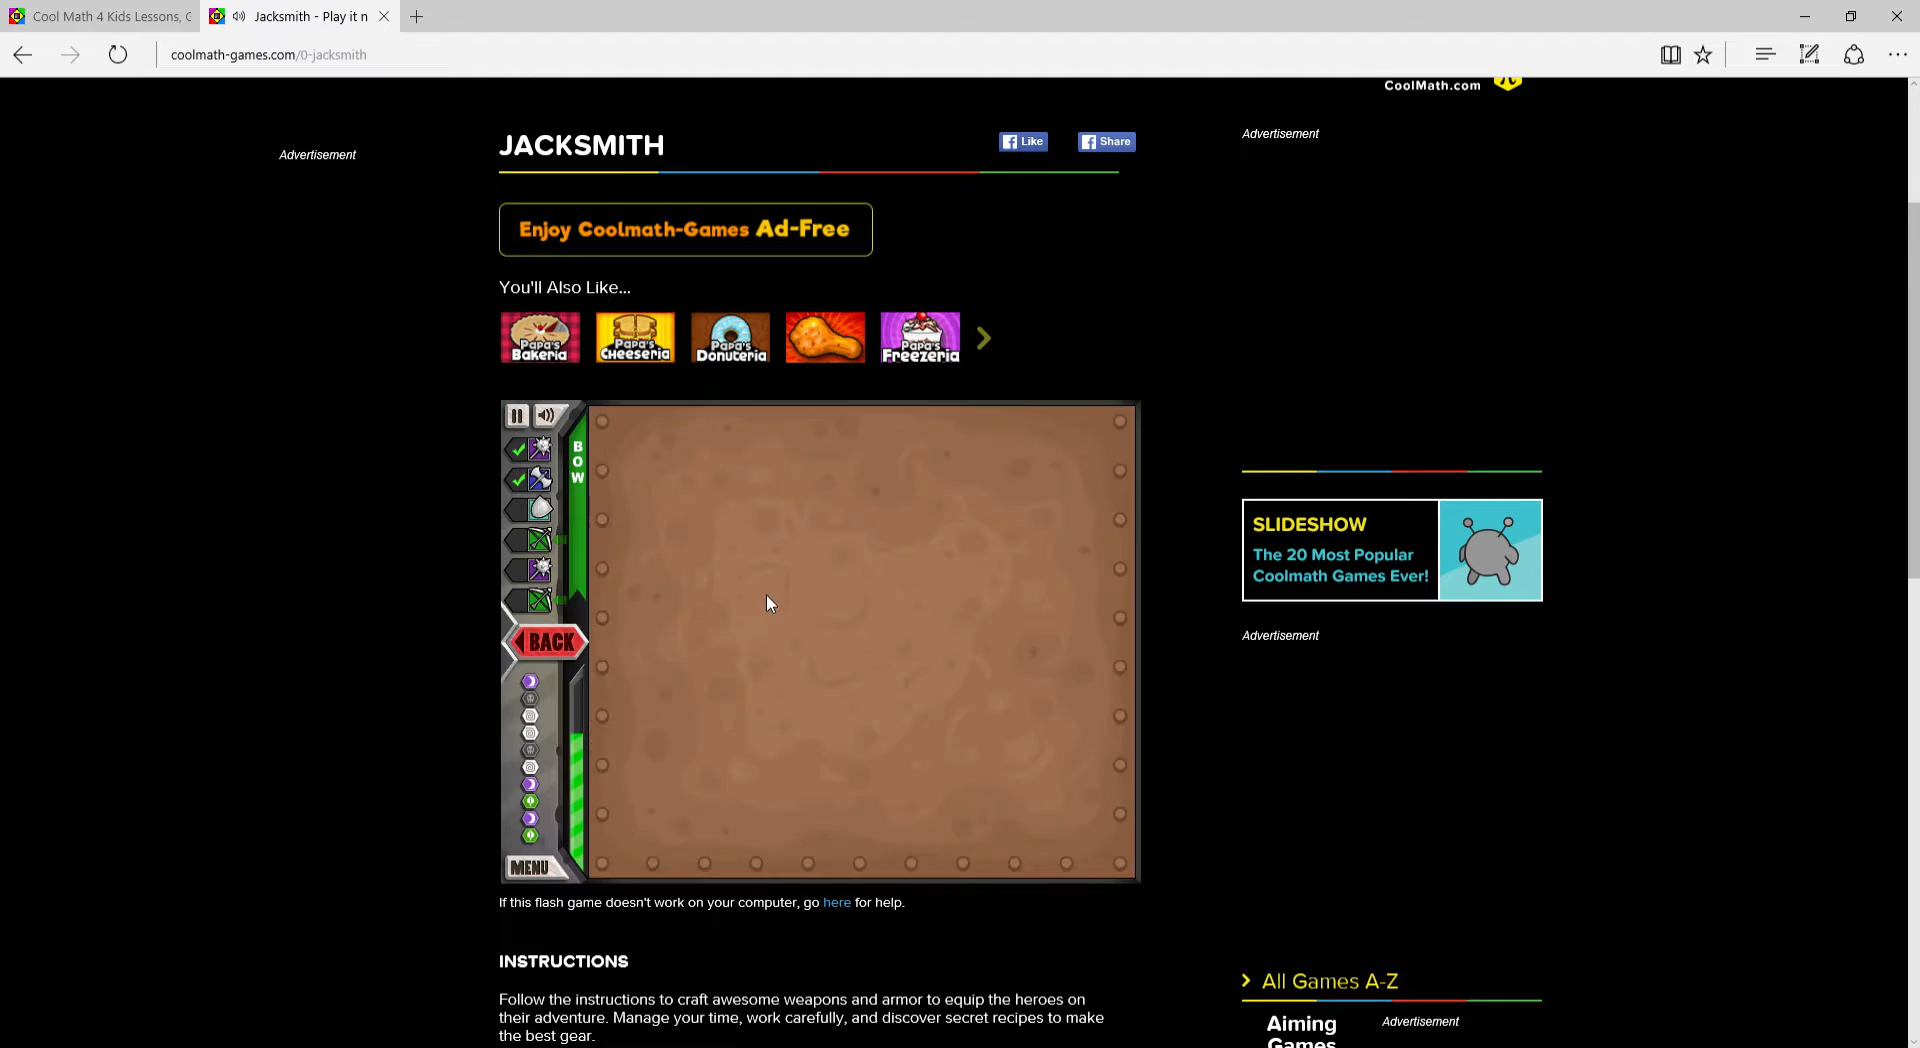 Cool Math 4 Kids Lessons, G
Jacksmith - Play it n
coolmath-games.com/0-jacksmith
CoolMath.com
JACKSMITH
Like
Share
Advertisement
Advertisement
Enjoy Coolmath-Games Ad-Free
You'll Also Like...
Papa's Bakeria
Papa's Cheeseria
Papa's Donuteria
Papa's Freezeria
BOW
SLIDESHOW
The 20 Most Popular
Coolmath Games Ever!
BACK
Advertisement
MENU
If this flash game doesn't work on your computer, go here for help.
INSTRUCTIONS
Follow the instructions to craft awesome weapons and armor to equip the heroes on
their adventure. Manage your time, work carefully, and discover secret recipes to make
the best gear.
All Games A-Z
Aiming
Games
Advertisement